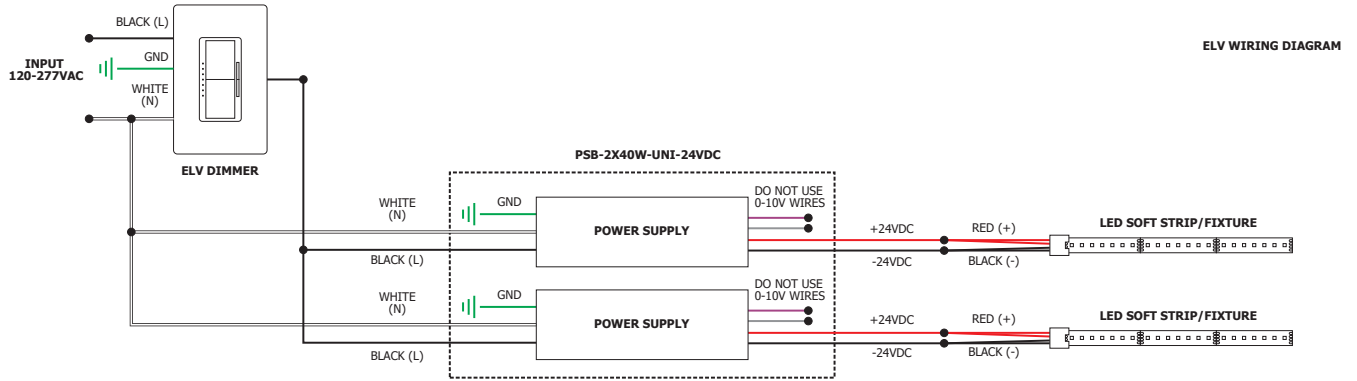 ELV WIRING DIAGRAM
BLACK (L)
GND
INPUT
120-277VAC
WHITE
(N)
ELV DIMMER
PSB-2X40W-UNI-24VDC
WHITE
(N)
GND
BLACK (L)
POWER SUPPLY
DO NOT USE
0-10V WIRES
+24VDC
-24VDC
RED (+)
BLACK (-)
LED SOFT STRIP/FIXTURE
WHITE
(N)
GND
BLACK (L)
POWER SUPPLY
DO NOT USE
0-10V WIRES
+24VDC
-24VDC
RED (+)
BLACK (-)
LED SOFT STRIP/FIXTURE